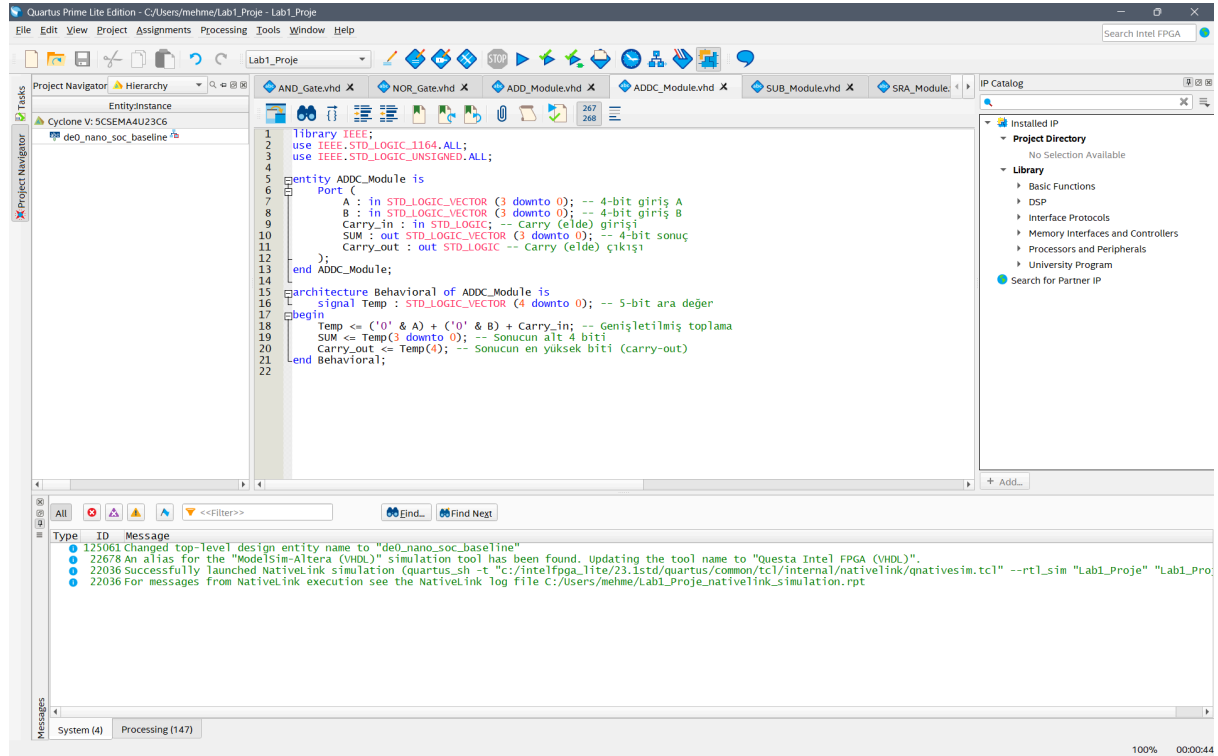 Quartus Prime Lite Edition - C:/Users/mehme/Lab1_Proje - Lab1_Proje
File Edit View Project Assignments Processing Tools Window Help
Search Intel FPGA
Lab1_Proje
Tasks
Project Navigator
Project Navigator Hierarchy
Entity:Instance
Cyclone V: 5CSEMA4U23C6
de0_nano_soc_baseline
AND_Gate.vhd NOR_Gate.vhd ADD_Module.vhd ADDC_Module.vhd SUB_Module.vhd SRA_Module.
267
268
1 library IEEE;
2 use IEEE.STD_LOGIC_1164.ALL;
3 use IEEE.STD_LOGIC_UNSIGNED.ALL;
4
5 entity ADDC_Module is
6 Port (
7 A : in STD_LOGIC_VECTOR (3 downto 0); -- 4-bit giriş A
8 B : in STD_LOGIC_VECTOR (3 downto 0); -- 4-bit giriş B
9 Carry_in : in STD_LOGIC; -- Carry (elde) girişi
10 SUM : out STD_LOGIC_VECTOR (3 downto 0); -- 4-bit sonuç
11 Carry_out : out STD_LOGIC -- Carry (elde) çıkışı
12 );
13 end ADDC_Module;
14
15 architecture Behavioral of ADDC_Module is
16 signal Temp : STD_LOGIC_VECTOR (4 downto 0); -- 5-bit ara değer
17 begin
18 Temp <= ('0' & A) + ('0' & B) + Carry_in; -- Genişletilmiş toplama
19 SUM <= Temp(3 downto 0); -- Sonucun alt 4 biti
20 Carry_out <= Temp(4); -- Sonucun en yüksek biti (carry-out)
21 end Behavioral;
22
IP Catalog
Installed IP
Project Directory
No Selection Available
Library
Basic Functions
DSP
Interface Protocols
Memory Interfaces and Controllers
Processors and Peripherals
University Program
Search for Partner IP
+ Add...
All <<Filter>> Find... Find Next
Type ID Message
125061 Changed top-level design entity name to "de0_nano_soc_baseline"
22678 An alias for the "ModelSim-Altera (VHDL)" simulation tool has been found. Updating the tool name to "Questa Intel FPGA (VHDL)".
22036 Successfully launched NativeLink simulation (quartus_sh -t "c:/intelfpga_lite/23.1std/quartus/common/tcl/internal/nativelink/qnativesim.tcl" --rtl_sim "Lab1_Proje" "Lab1_Proj
22036 For messages from NativeLink execution see the NativeLink log file C:/Users/mehme/Lab1_Proje_nativelink_simulation.rpt
Messages
System (4) Processing (147)
100% 00:00:44